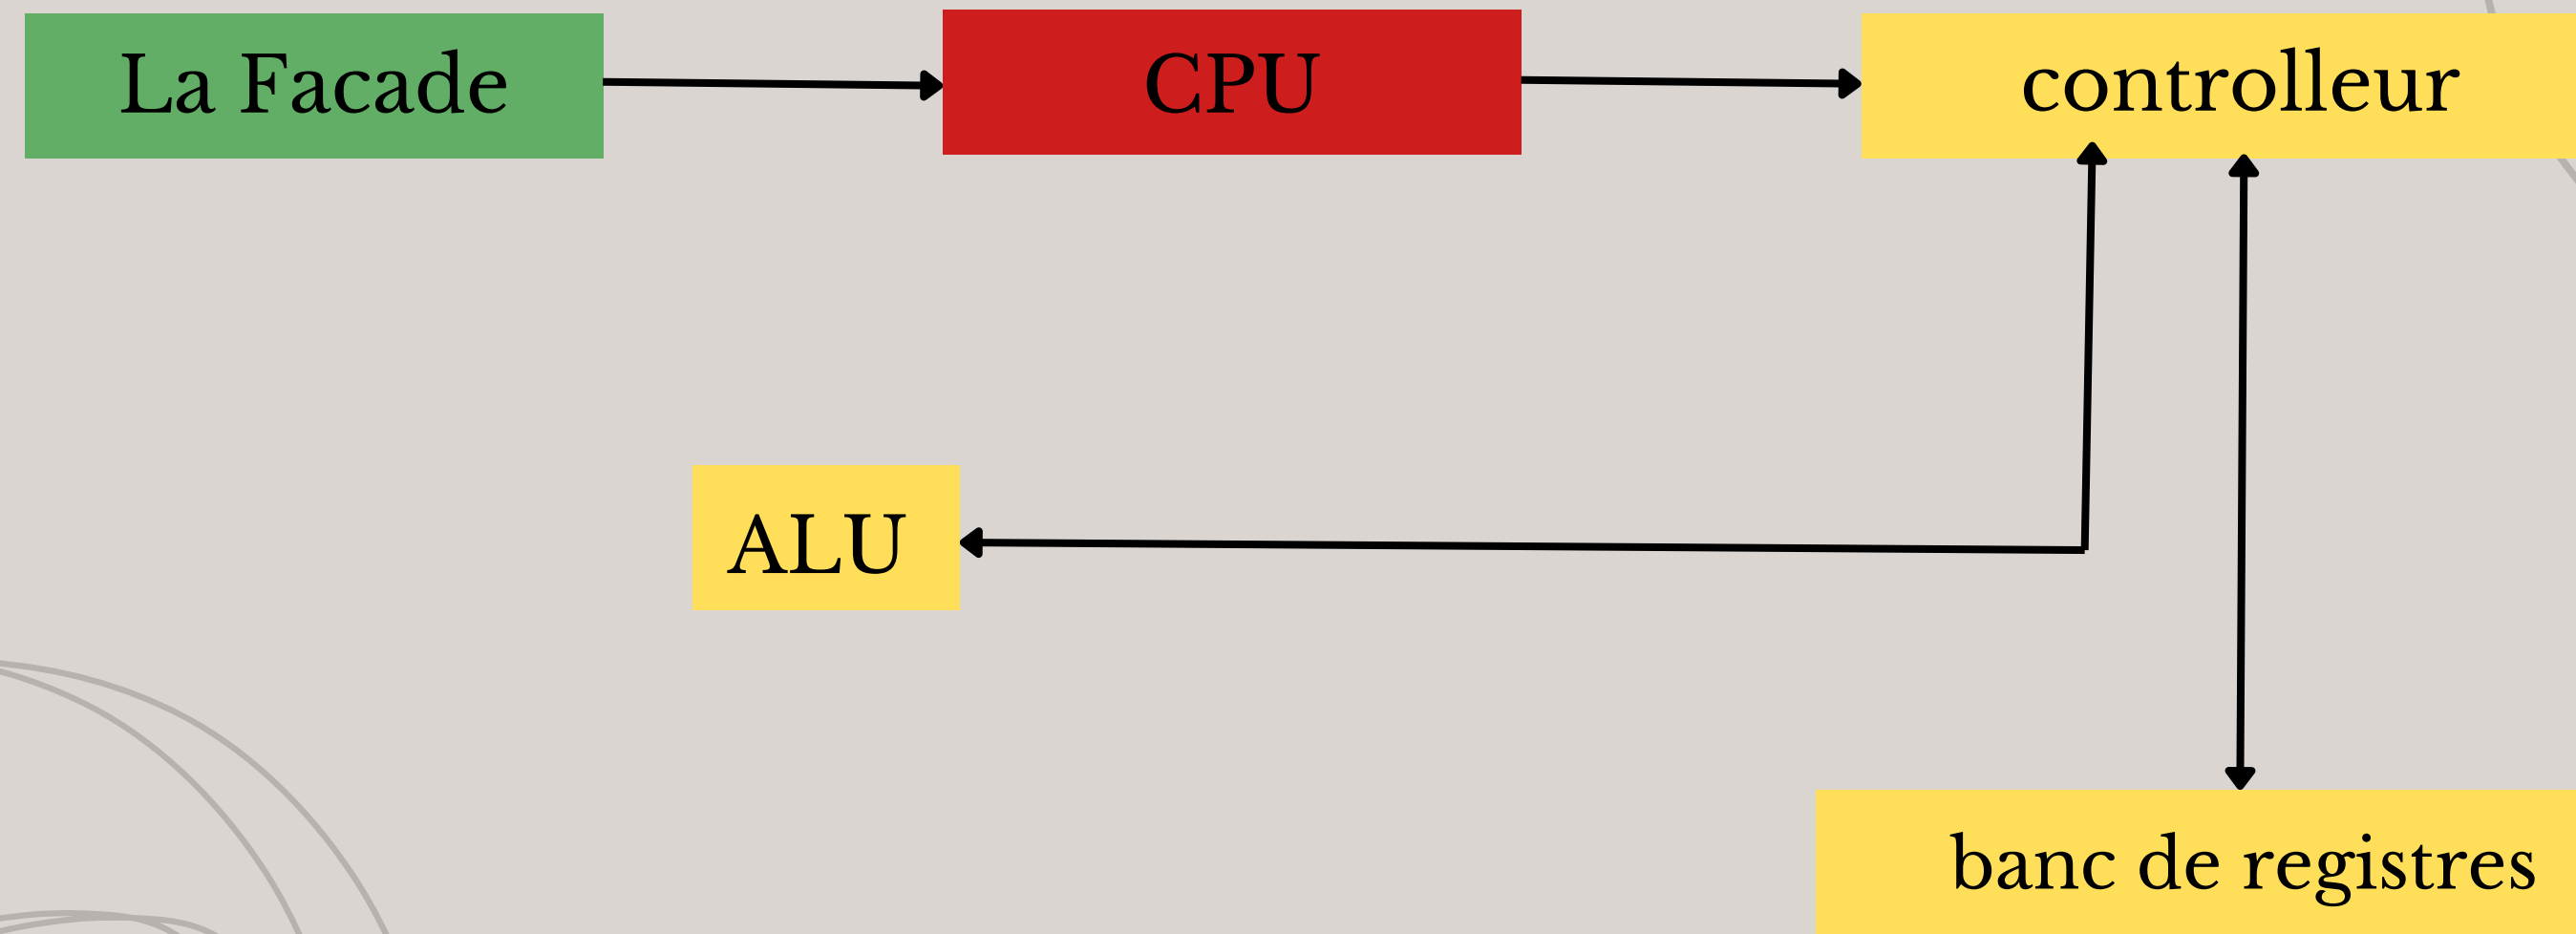 La Facade
CPU
controlleur
ALU
banc de registres